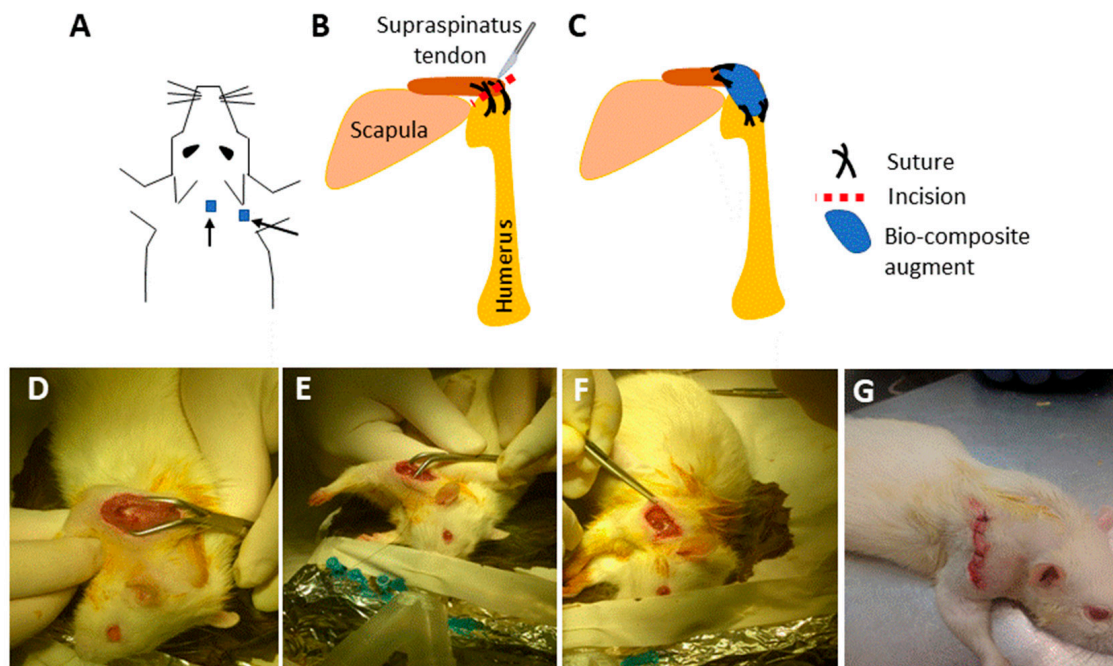 A
B
Supraspinatus
tendon
C
Scapula
Humerus
Suture
Incision
Bio-composite
augment
D
E
F
G